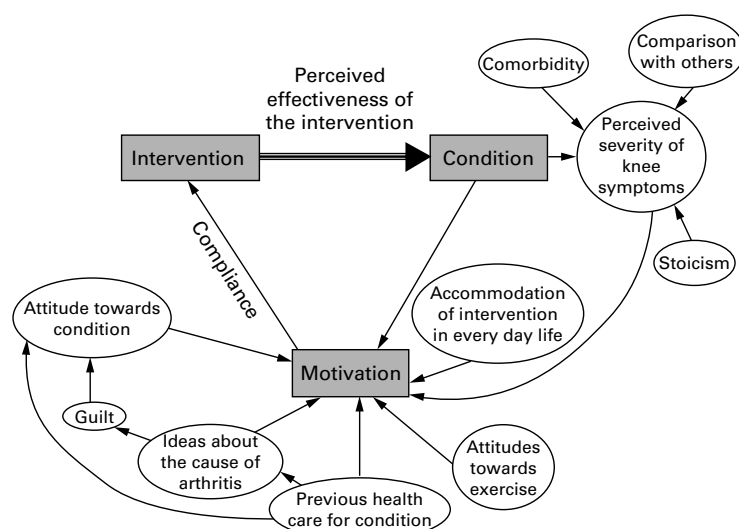 Comorbidity
Comparison
with others
Perceived
effectiveness of
the intervention
Intervention
Condition
Perceived
severity of
knee
symptoms
Compliance
Stoicism
Attitude towards
condition
Accommodation
of intervention
in every day life
Motivation
Guilt
Ideas about
the cause of
arthritis
Attitudes
towards
exercise
Previous health
care for condition